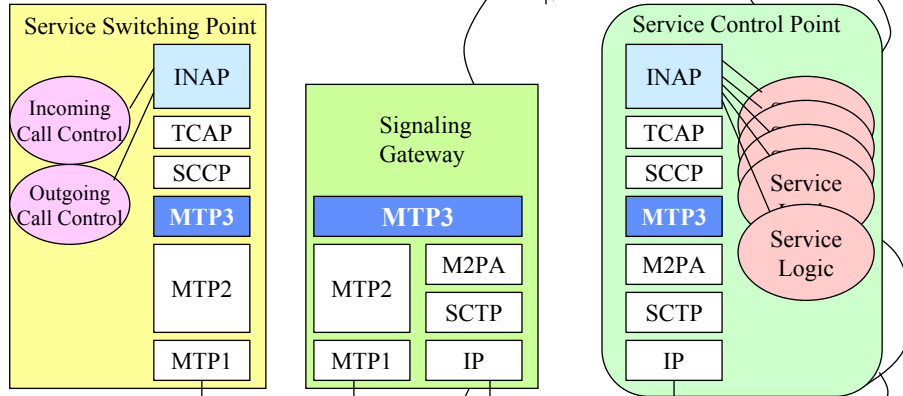 Service Switching Point
INAP
Incoming
Call Control
TCAP
SCCP
Outgoing
Call Control
MTP3
MTP2
MTP1
Signaling
Gateway
MTP3
MTP2
M2PA
SCTP
MTP1
IP
Service Control Point
INAP
TCAP
SCCP
MTP3
M2PA
SCTP
IP
Service
Service
Logic